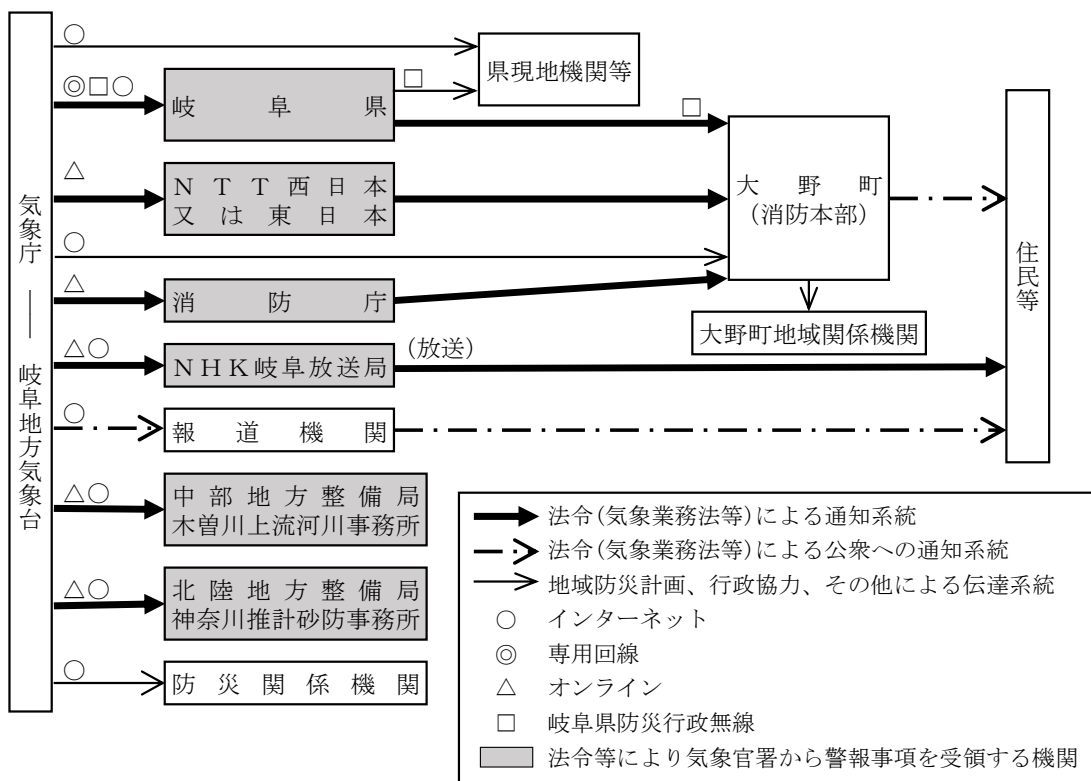 気象庁 ―― 岐阜地方気象台
○
県現地機関等
◎□○
岐阜県
□
□
△
NTT西日本
又は東日本
大野町
(消防本部)
住民等
○
△
消防庁
大野町地域関係機関
△○
NHK岐阜放送局
(放送)
○
報道機関
△○
中部地方整備局
木曽川上流河川事務所
△○
北陸地方整備局
神奈川推計砂防事務所
○
防災関係機関
法令(気象業務法等)による通知系統
法令(気象業務法等)による公衆への通知系統
地域防災計画、行政協力、その他による伝達系統
○ インターネット
◎ 専用回線
△ オンライン
□ 岐阜県防災行政無線
法令等により気象官署から警報事項を受領する機関